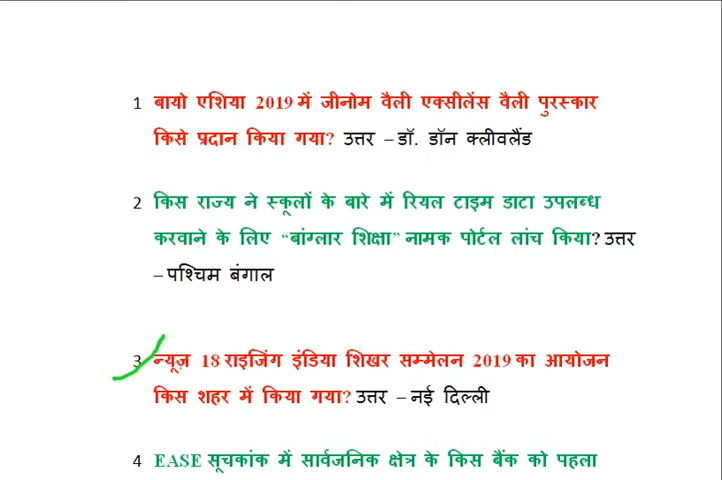 1 बायो एशिया 2019 में जीनोम वैली एक्सीलेंस वैली पुरस्कार
किसे प्रदान किया गया? उत्तर – डॉ. डॉन क्लीवलैंड
2 किस राज्य ने स्कूलों के बारे में रियल टाइम डाटा उपलब्ध
करवाने के लिए “बांग्लार शिक्षा” नामक पोर्टल लांच किया? उत्तर
– पश्चिम बंगाल
3 न्यूज़ 18 राइजिंग इंडिया शिखर सम्मेलन 2019 का आयोजन
किस शहर में किया गया? उत्तर – नई दिल्ली
4 EASE सूचकांक में सार्वजनिक क्षेत्र के किस बैंक को पहला